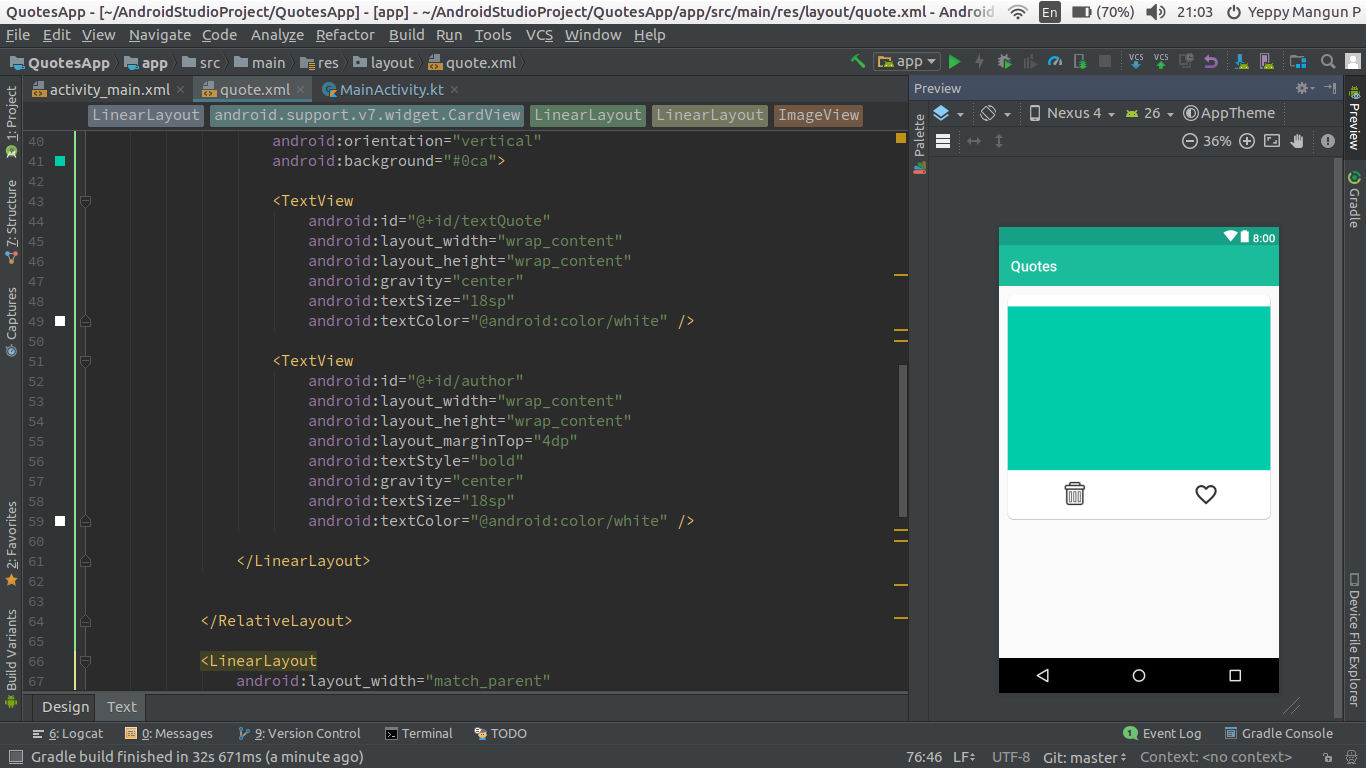 QuotesApp - [~/AndroidStudioProject/QuotesApp] - [app] - ~/AndroidStudioProject/QuotesApp/app/src/main/res/layout/quote.xml - Android
En (70%) 21:03 Yeppy Mangun P
File Edit View Navigate Code Analyze Refactor Build Run Tools VCS Window Help
QuotesApp app src main res layout quote.xml
app VCS VCS
activity_main.xml quote.xml MainActivity.kt
LinearLayout android.support.v7.widget.CardView LinearLayout LinearLayout ImageView
40 android:orientation="vertical"
41 android:background="#0ca">
42
43 <TextView
44 android:id="@+id/textQuote"
45 android:layout_width="wrap_content"
46 android:layout_height="wrap_content"
47 android:gravity="center"
48 android:textSize="18sp"
49 android:textColor="@android:color/white" />
50
51 <TextView
52 android:id="@+id/author"
53 android:layout_width="wrap_content"
54 android:layout_height="wrap_content"
55 android:layout_marginTop="4dp"
56 android:textStyle="bold"
57 android:gravity="center"
58 android:textSize="18sp"
59 android:textColor="@android:color/white" />
60
61 </LinearLayout>
62
63
64 </RelativeLayout>
65
66 <LinearLayout
67 android:layout_width="match_parent"
Design Text
1: Project
7: Structure
Captures
2: Favorites
Build Variants
Preview
Palette
Nexus 4 26 AppTheme
36%
8:00
Quotes
Preview
Gradle
Device File Explorer
6: Logcat 0: Messages 9: Version Control Terminal TODO
1 Event Log Gradle Console
Gradle build finished in 32s 671ms (a minute ago)
76:46 LF UTF-8 Git: master Context: <no context>